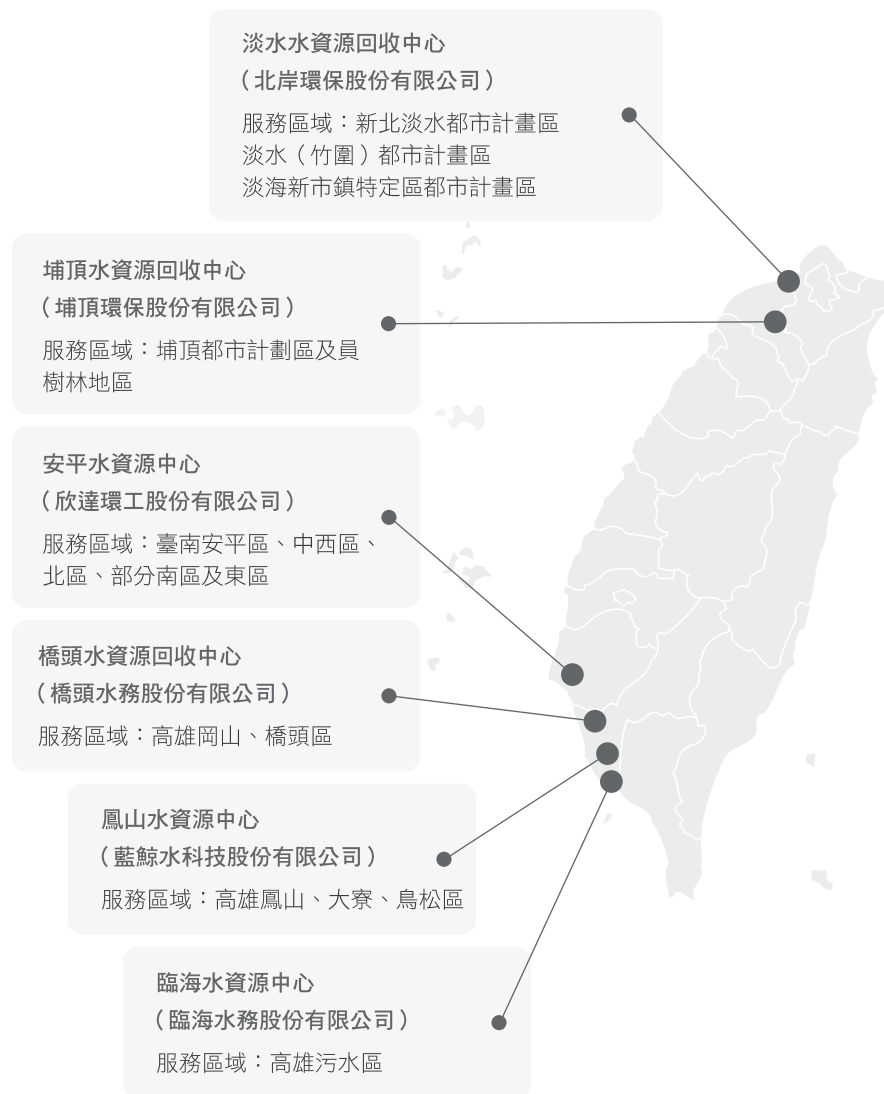 淡水水資源回收中心
（北岸環保股份有限公司）
服務區域：新北淡水都市計畫區
淡水（竹圍）都市計畫區
淡海新市鎮特定區都市計畫區
埔頂水資源回收中心
（埔頂環保股份有限公司）
服務區域：埔頂都市計劃區及員
樹林地區
安平水資源中心
（欣達環工股份有限公司）
服務區域：臺南安平區、中西區、
北區、部分南區及東區
橋頭水資源回收中心
（橋頭水務股份有限公司）
服務區域：高雄岡山、橋頭區
鳳山水資源中心
（藍鯨水科技股份有限公司）
服務區域：高雄鳳山、大寮、鳥松區
臨海水資源中心
（臨海水務股份有限公司）
服務區域：高雄污水區